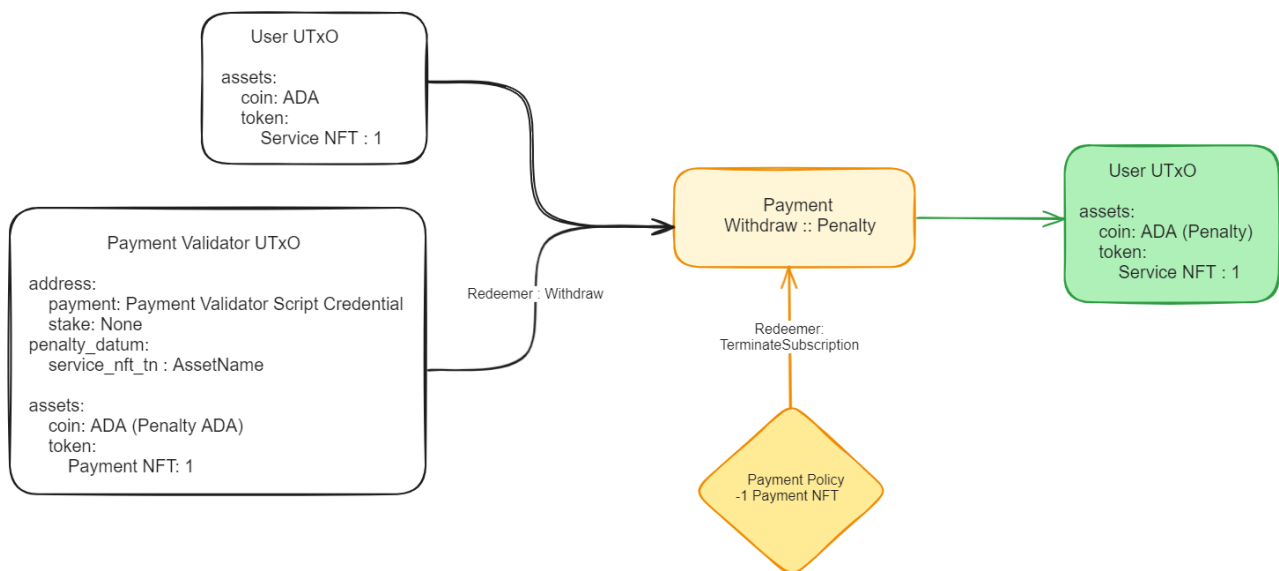 User UTxO
assets:
coin: ADA
token:
Service NFT : 1
Payment Validator UTxO
address:
payment: Payment Validator Script Credential
stake: None
penalty_datum:
service_nft_tn : AssetName
assets:
coin: ADA (Penalty ADA)
token:
Payment NFT: 1
Redeemer : Withdraw
Payment
Withdraw :: Penalty
Redeemer:
TerminateSubscription
Payment Policy
-1 Payment NFT
User UTxO
assets:
coin: ADA (Penalty)
token:
Service NFT : 1